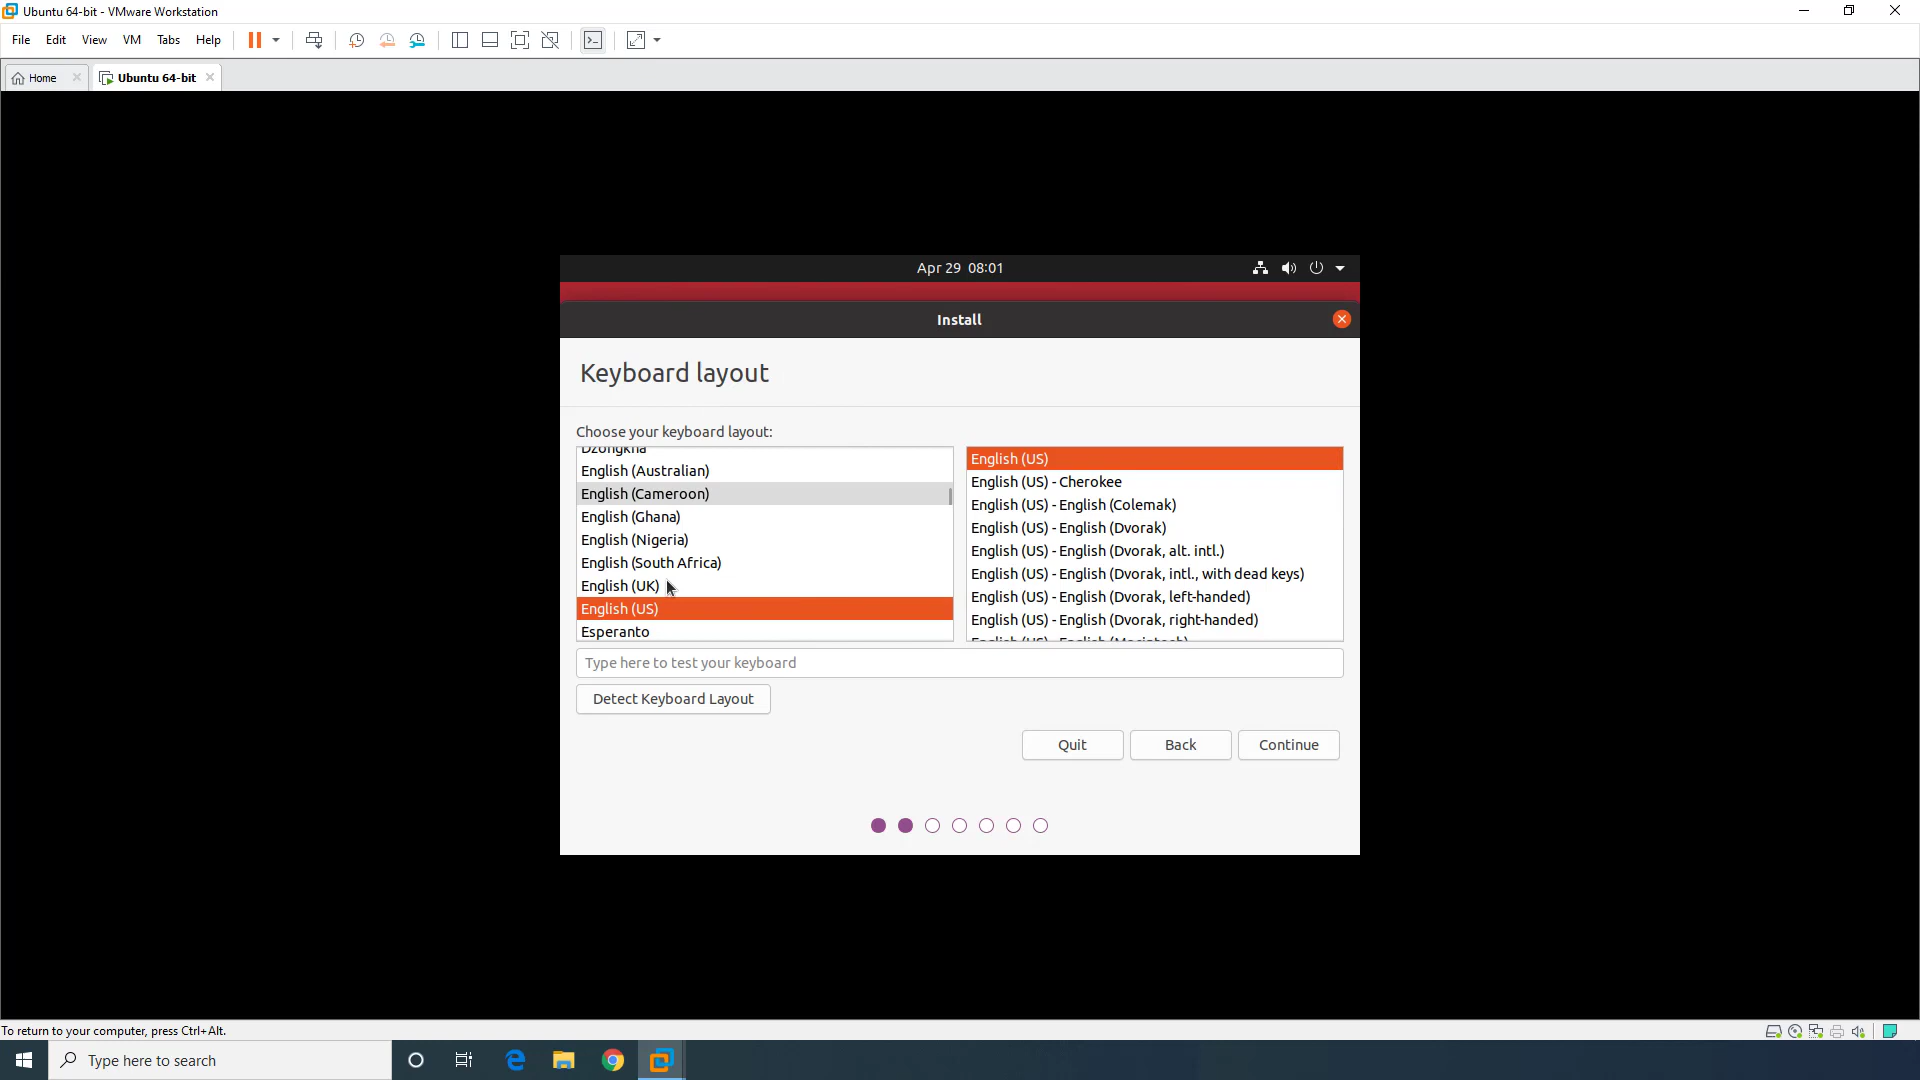 Ubuntu 64-bit - VMware Workstation
File Edit View VM Tabs Help
Home Ubuntu 64-bit
Apr 29 08:01
Install
Keyboard layout
Choose your keyboard layout:
Dzongkha
English (Australian)
English (Cameroon)
English (Ghana)
English (Nigeria)
English (South Africa)
English (UK)
English (US)
Esperanto
English (US)
English (US) - Cherokee
English (US) - English (Colemak)
English (US) - English (Dvorak)
English (US) - English (Dvorak, alt. intl.)
English (US) - English (Dvorak, intl., with dead keys)
English (US) - English (Dvorak, left-handed)
English (US) - English (Dvorak, right-handed)
English (US) - English (Macintosh)
Type here to test your keyboard
Detect Keyboard Layout
Quit Back Continue
To return to your computer, press Ctrl+Alt.
Type here to search